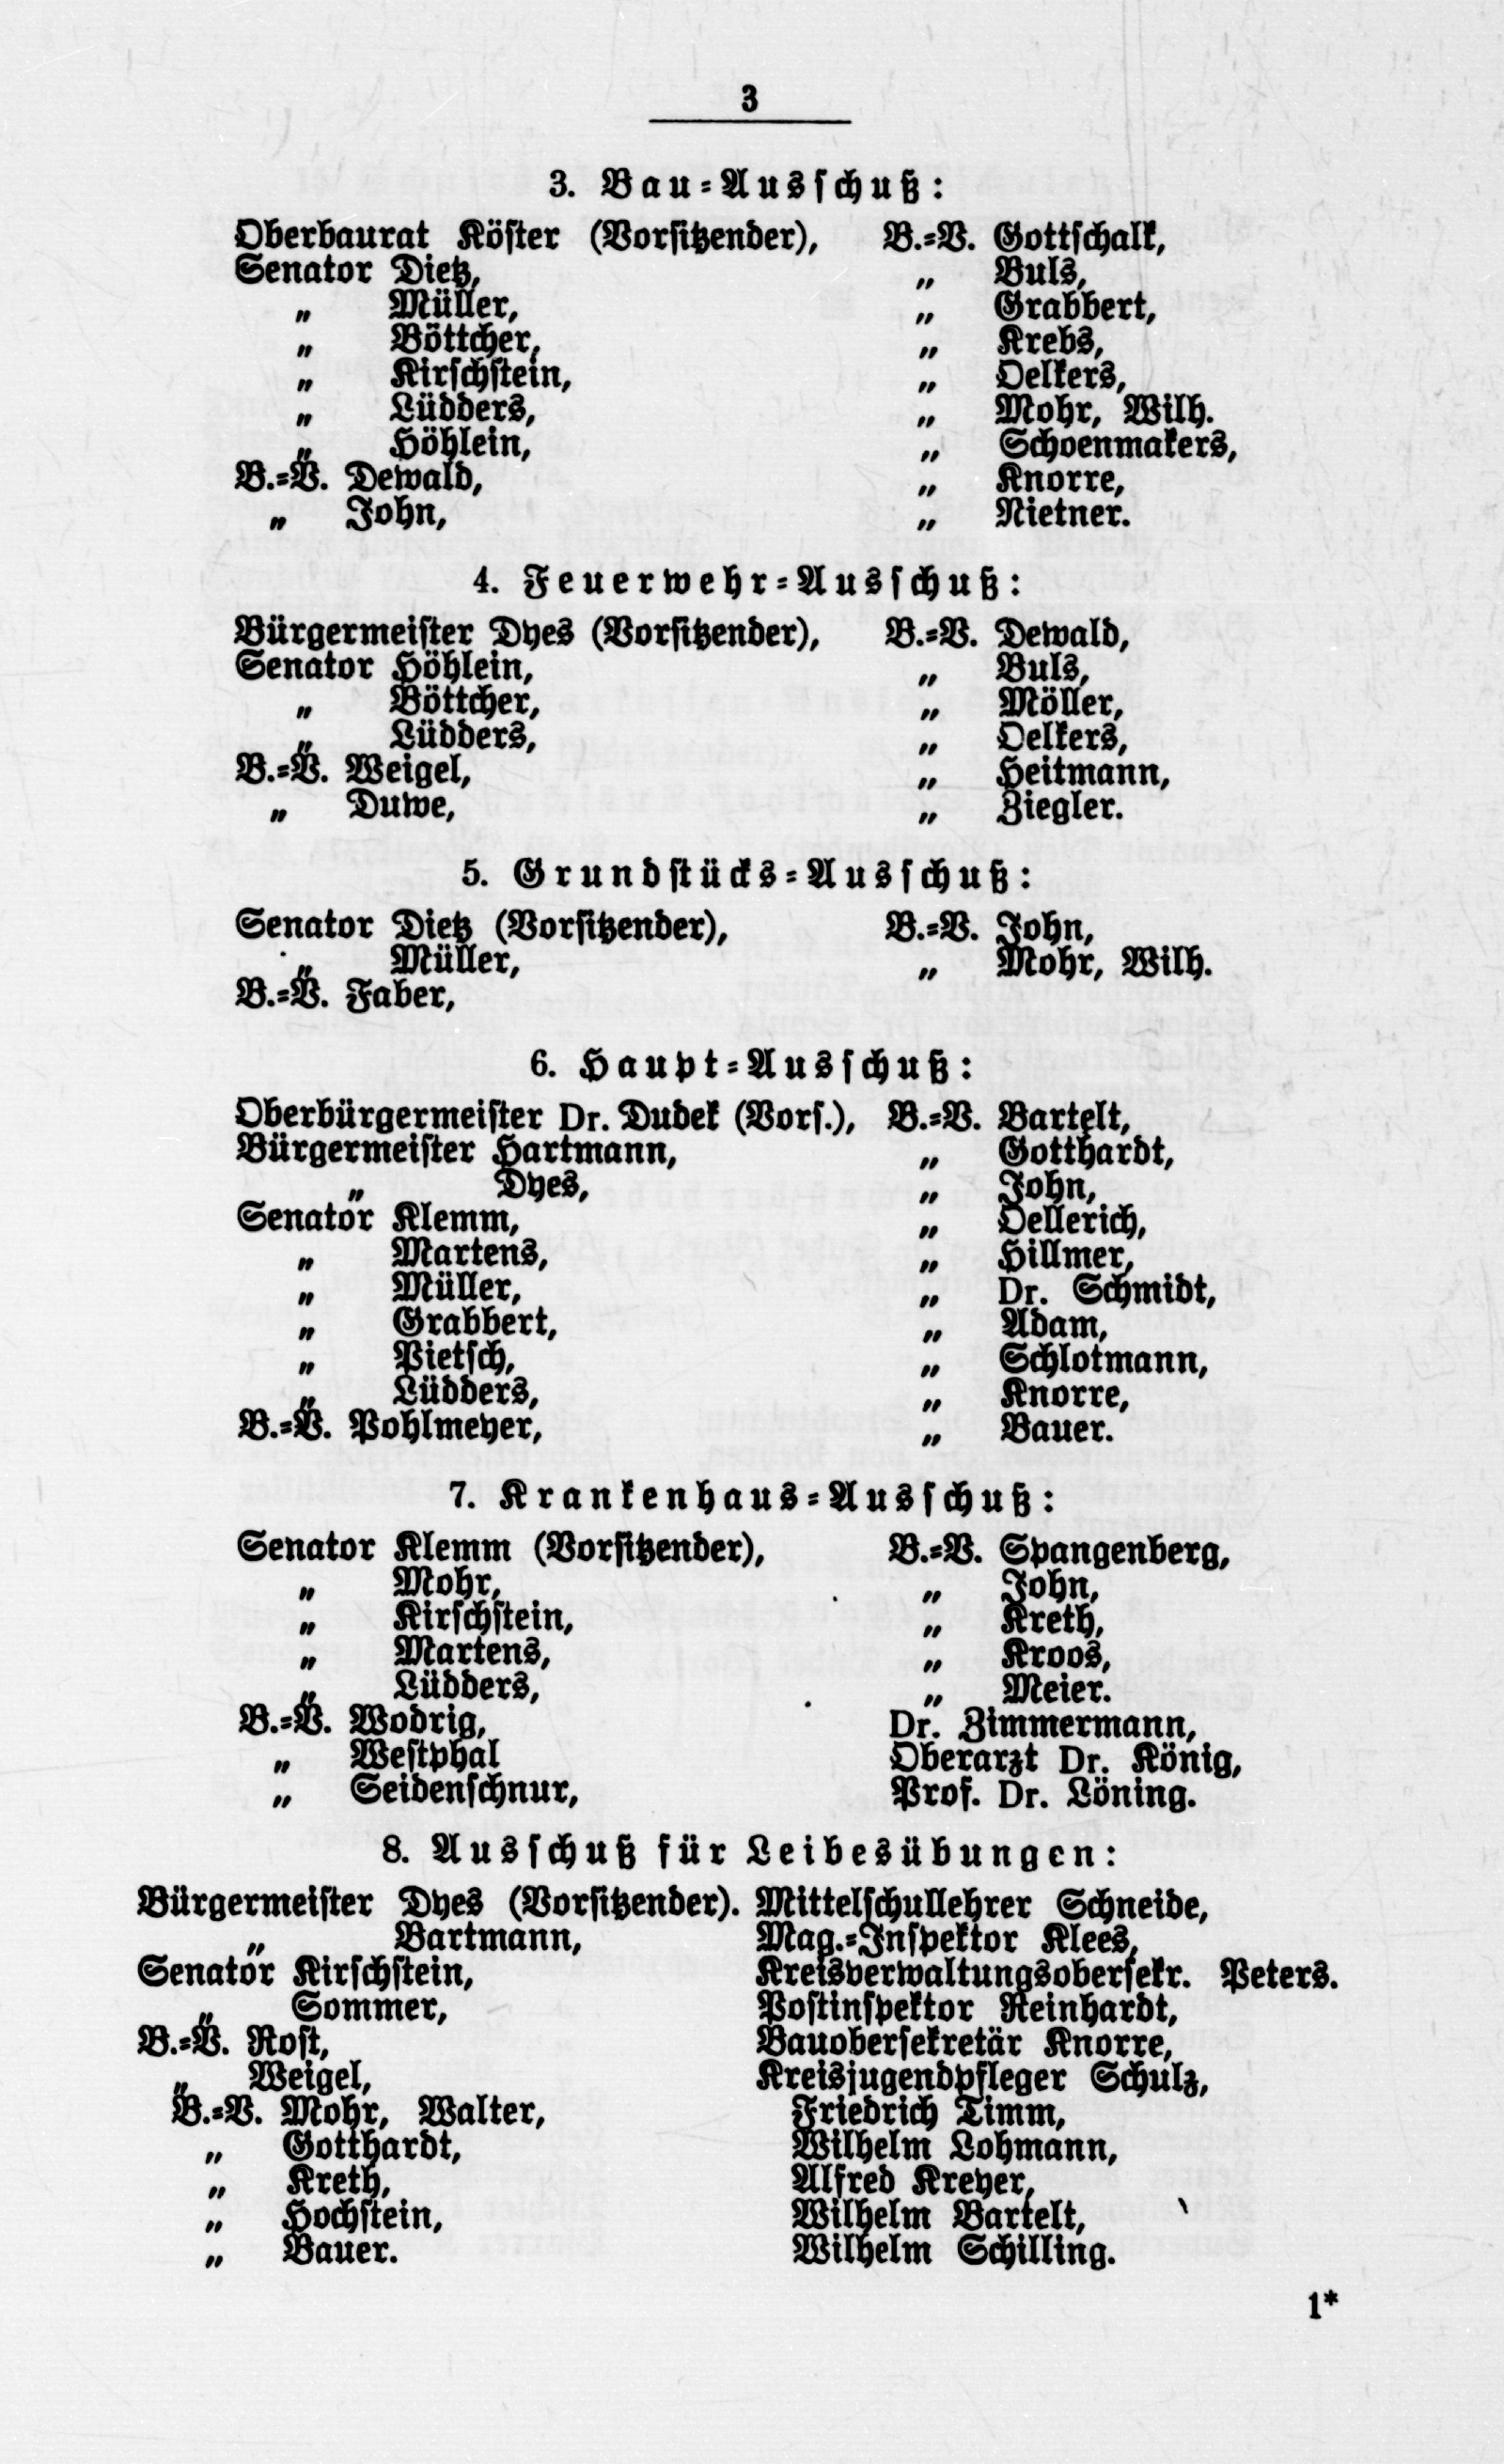 3
3. Bau-Ausschuß:
Oberbaurat Köster (Vorsitzender),
Senator Dietz,
„ Müller,
„ Böttcher,
„ Kirschstein,
„ Lüdders,
„ Höhlein,
B.-V. Dewald,
„ John,
B.-V. Gottschalk,
„ Buls,
„ Grabbert,
„ Krebs,
„ Oelkers,
„ Mohr, Wilh.
„ Schoenmakers,
„ Knorre,
„ Nietner.
4. Feuerwehr-Ausschuß:
Bürgermeister Dyes (Vorsitzender),
Senator Höhlein,
„ Böttcher,
„ Lüdders,
B.-V. Weigel,
„ Duwe,
B.-V. Dewald,
„ Buls,
„ Möller,
„ Oelkers,
„ Heitmann,
„ Ziegler.
5. Grundstücks-Ausschuß:
Senator Dietz (Vorsitzender),
„ Müller,
B.-V. Faber,
B.-V. John,
„ Mohr, Wilh.
6. Haupt-Ausschuß:
Oberbürgermeister Dr. Dudek (Vors.),
Bürgermeister Hartmann,
„ Dyes,
Senator Klemm,
„ Martens,
„ Müller,
„ Grabbert,
„ Pietsch,
„ Lüdders,
B.-V. Pohlmeyer,
B.-V. Bartelt,
„ Gotthardt,
„ John,
„ Oellerich,
„ Hillmer,
„ Dr. Schmidt,
„ Adam,
„ Schlotmann,
„ Knorre,
„ Bauer.
7. Krankenhaus-Ausschuß:
Senator Klemm (Vorsitzender),
„ Mohr,
„ Kirschstein,
„ Martens,
„ Lüdders,
B.-V. Wodrig,
„ Westphal
„ Seidenschnur,
B.-V. Spangenberg,
„ John,
„ Kreth,
„ Kroos,
„ Meier.
Dr. Zimmermann,
Oberarzt Dr. König,
Prof. Dr. Löning.
8. Ausschuß für Leibesübungen:
Bürgermeister Dyes (Vorsitzender).
„ Bartmann,
Senator Kirschstein,
„ Sommer,
B.-V. Rost,
„ Weigel,
B.-V. Mohr, Walter,
„ Gotthardt,
„ Kreth,
„ Hochstein,
„ Bauer.
Mittelschullehrer Schneide,
Mag.-Inspektor Klees,
Kreisverwaltungsobersekr. Peters.
Postinspektor Reinhardt,
Bauobersekretär Knorre,
Kreisjugendpfleger Schulz,
Friedrich Timm,
Wilhelm Lohmann,
Alfred Kreyer,
Wilhelm Bartelt,
Wilhelm Schilling.
1*